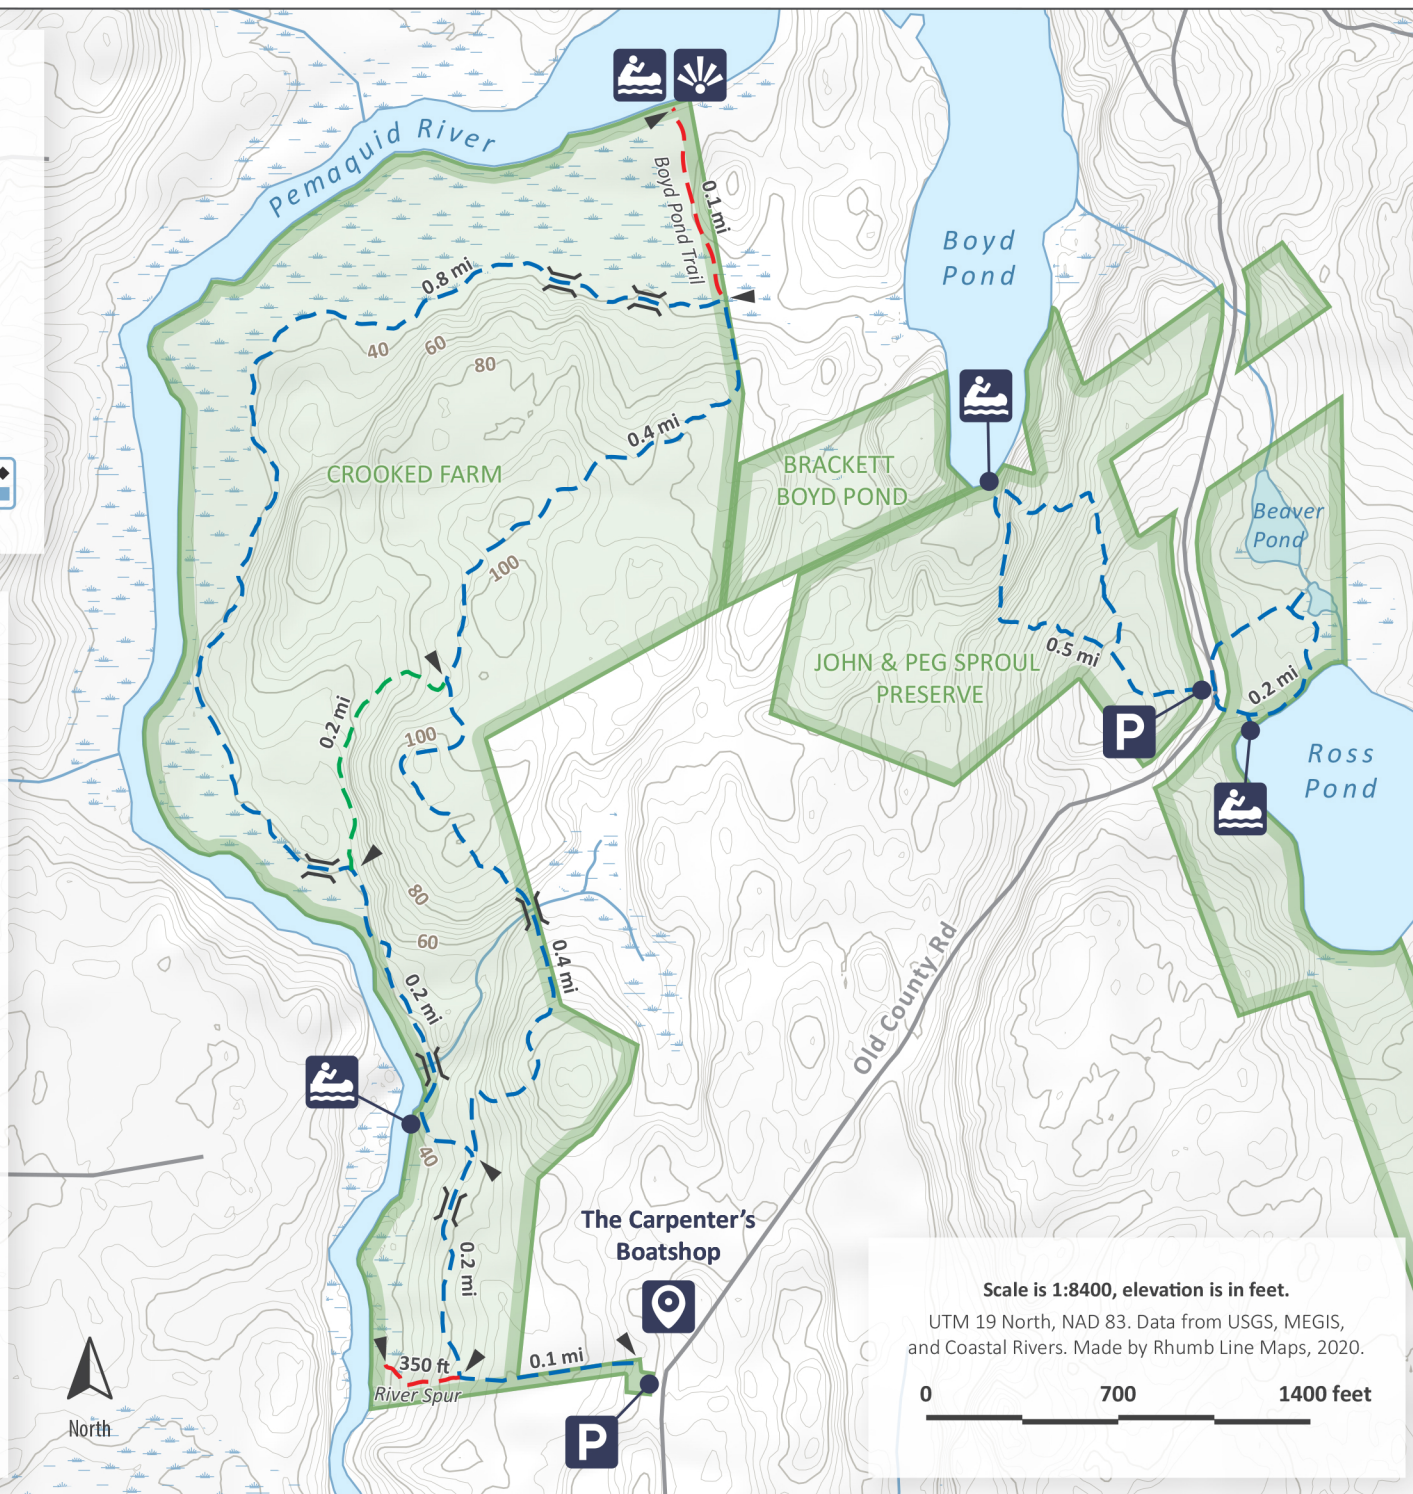 Pemaquid River
Boyd Pond Trail
0.1 mi
0.8 mi
Boyd
Pond
40
60
80
0.4 mi
CROOKED FARM
BRACKETT
BOYD POND
Beaver
Pond
100
0.5 mi
JOHN & PEG SPROUL
PRESERVE
0.2 mi
0.2 mi
P
100
Ross
Pond
80
60
0.4 mi
0.2 mi
Old County Rd
40
The Carpenter's
Boatshop
0.2 mi
350 ft
0.1 mi
River Spur
P
North
Scale is 1:8400, elevation is in feet.
UTM 19 North, NAD 83. Data from USGS, MEGIS,
and Coastal Rivers. Made by Rhumb Line Maps, 2020.
0 700 1400 feet